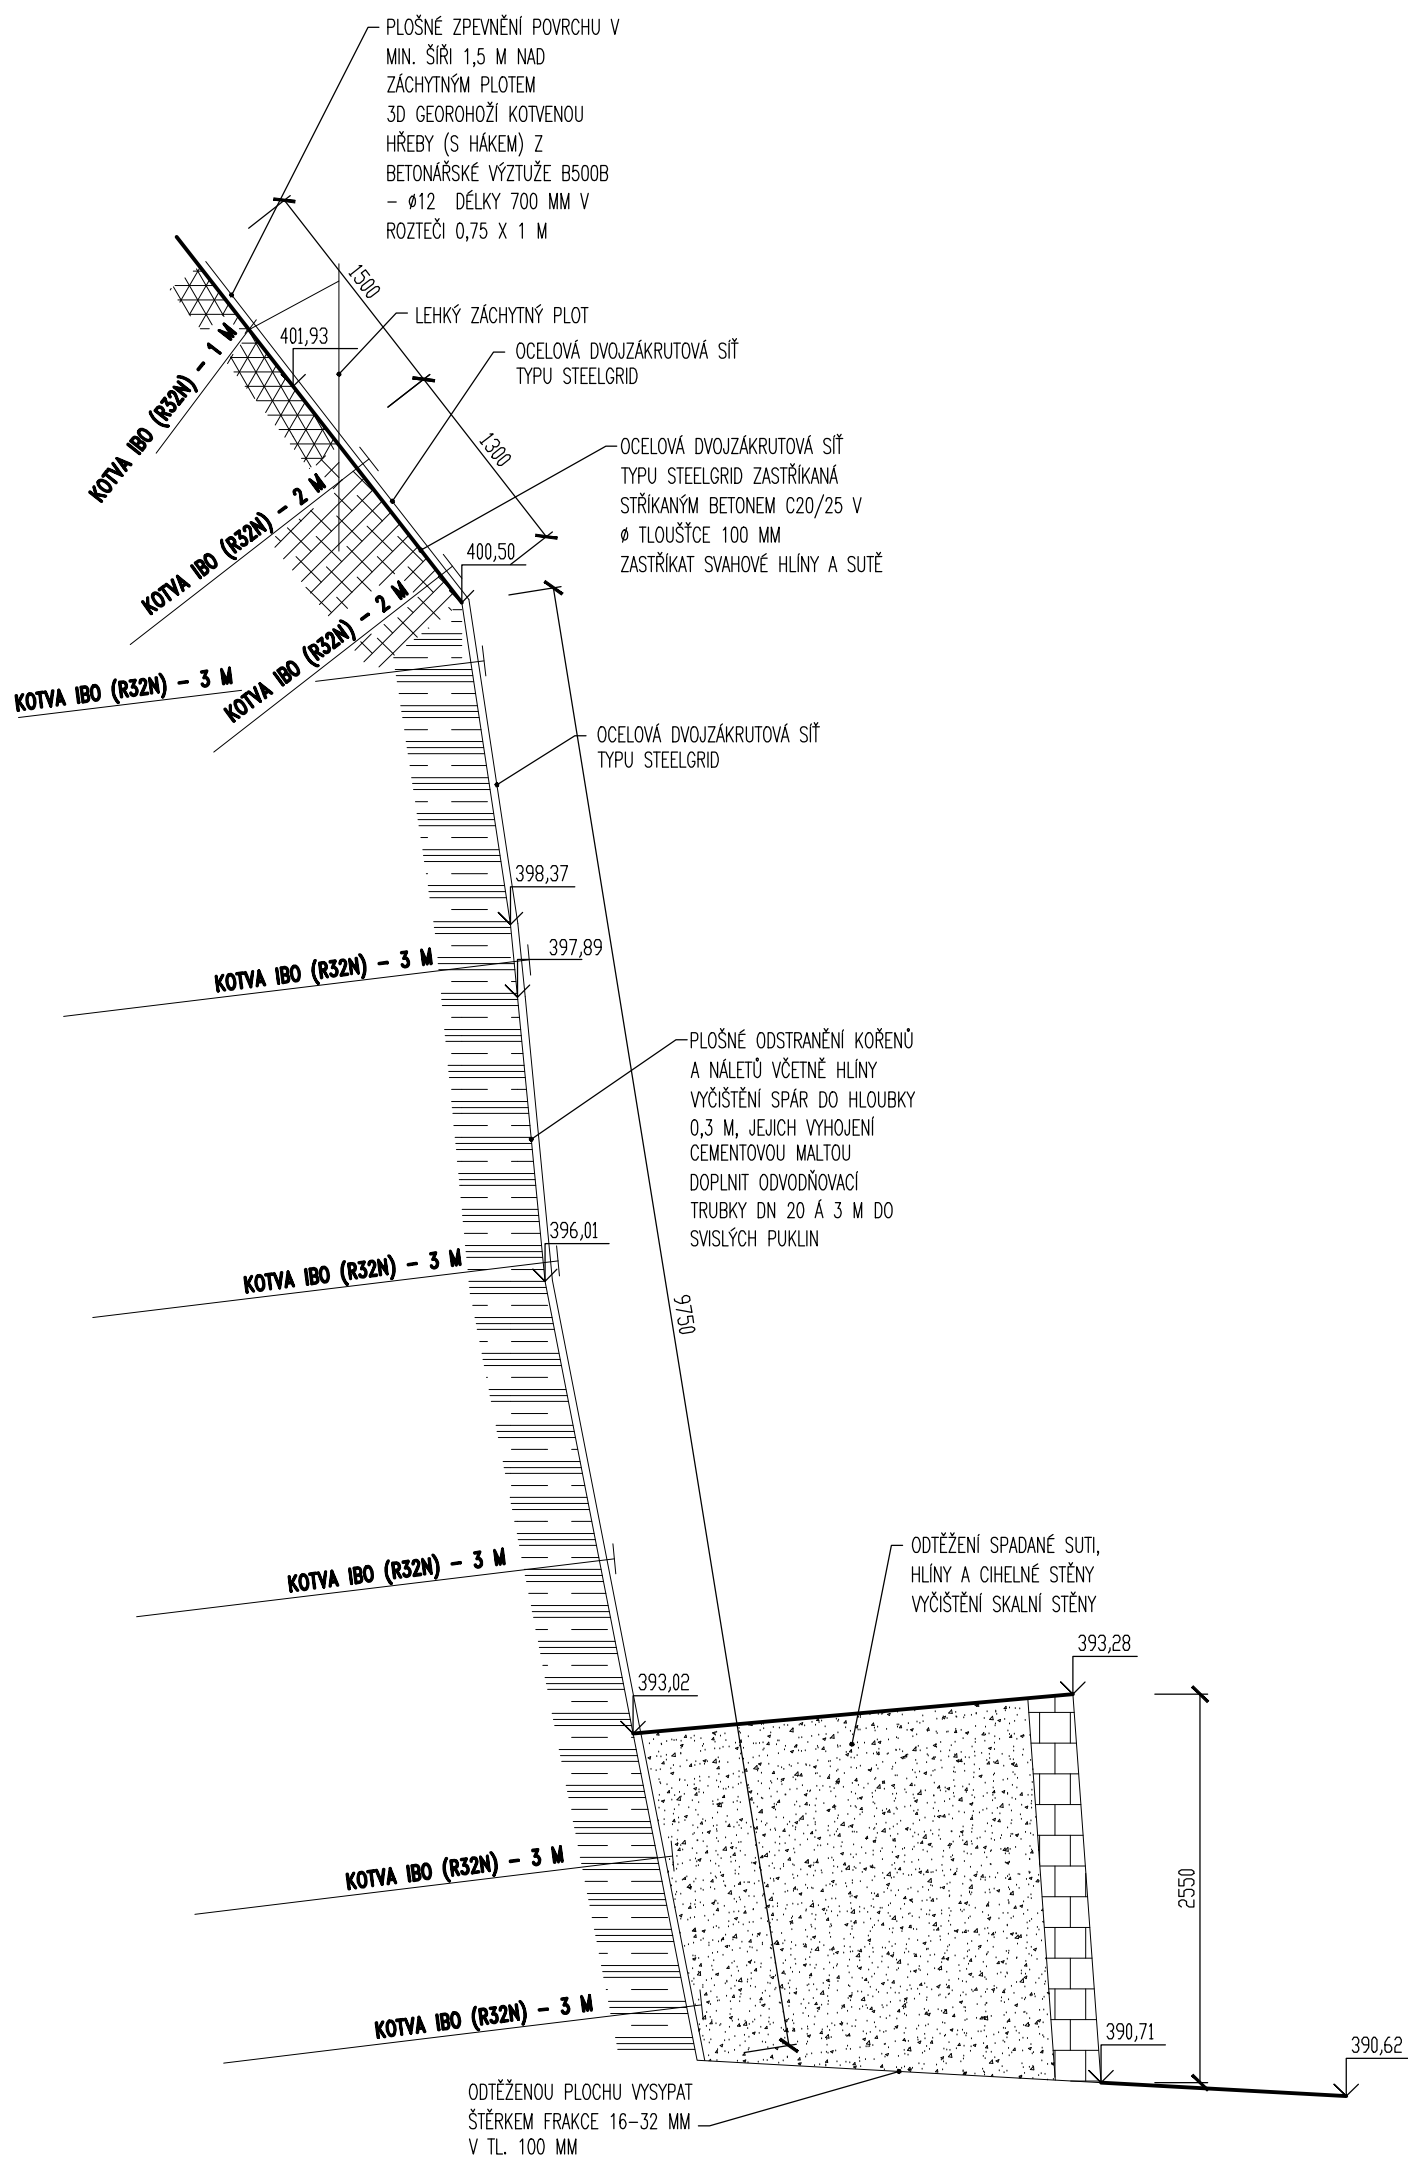 PLOŠNÉ ZPEVNĚNÍ POVRCHU V
MIN. ŠÍŘI 1,5 M NAD
ZÁCHYTNÝM PLOTEM
3D GEOROHOŽÍ KOTVENOU
HŘEBY (S HÁKEM) Z
BETONÁŘSKÉ VÝZTUŽE B500B
- ø12 DÉLKY 700 MM V
ROZTEČI 0,75 X 1 M
1500
LEHKÝ ZÁCHYTNÝ PLOT
401,93
OCELOVÁ DVOJZÁKRUTOVÁ SÍŤ
TYPU STEELGRID
KOTVA IBO (R32N) - 1 M
1300
OCELOVÁ DVOJZÁKRUTOVÁ SÍŤ
TYPU STEELGRID ZASTŘÍKANÁ
STŘÍKANÝM BETONEM C20/25 V
ø TLOUŠŤCE 100 MM
ZASTŘÍKAT SVAHOVÉ HLÍNY A SUTĚ
KOTVA IBO (R32N) - 2 M
400,50
KOTVA IBO (R32N) - 2 M
KOTVA IBO (R32N) - 3 M
OCELOVÁ DVOJZÁKRUTOVÁ SÍŤ
TYPU STEELGRID
398,37
397,89
KOTVA IBO (R32N) - 3 M
PLOŠNÉ ODSTRANĚNÍ KOŘENŮ
A NÁLETŮ VČETNĚ HLÍNY
VYČIŠTĚNÍ SPÁR DO HLOUBKY
0,3 M, JEJICH VYHOJENÍ
CEMENTOVOU MALTOU
DOPLNIT ODVODŇOVACÍ
TRUBKY DN 20 Á 3 M DO
SVISLÝCH PUKLIN
396,01
KOTVA IBO (R32N) - 3 M
9750
KOTVA IBO (R32N) - 3 M
ODTĚŽENÍ SPADANÉ SUTI,
HLÍNY A CIHELNÉ STĚNY
VYČIŠTĚNÍ SKALNÍ STĚNY
393,28
393,02
KOTVA IBO (R32N) - 3 M
2550
KOTVA IBO (R32N) - 3 M
390,71
390,62
ODTĚŽENOU PLOCHU VYSYPAT
ŠTĚRKEM FRAKCE 16-32 MM
V TL. 100 MM